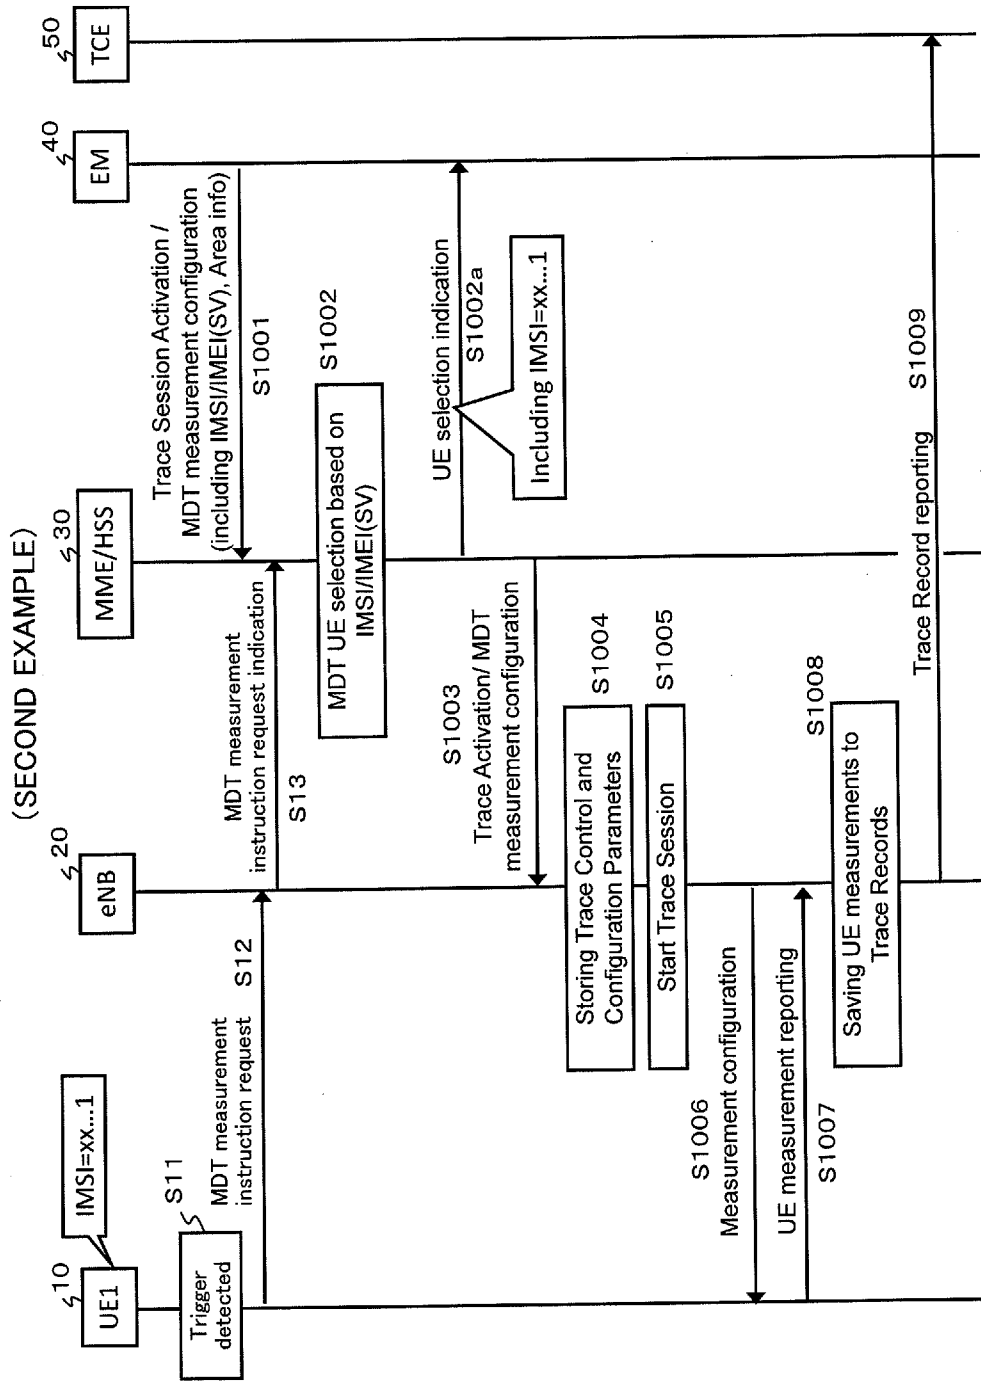 (SECOND EXAMPLE)
10
UE1
IMSI=xx...1
20
eNB
30
MME/HSS
40
EM
50
TCE
Trigger
detected
S11
MDT measurement
instruction request
S12
MDT measurement
instruction request indication
S13
Trace Session Activation /
MDT measurement configuration
(including IMSI/IMEI(SV), Area info)
S1001
MDT UE selection based on
IMSI/IMEI(SV)
S1002
UE selection indication
S1002a
Including IMSI=xx...1
S1003
Trace Activation/ MDT
measurement configuration
Storing Trace Control and
Configuration Parameters
S1004
Start Trace Session
S1005
Measurement configuration
S1006
UE measurement reporting
S1007
Saving UE measurements to
Trace Records
S1008
Trace Record reporting
S1009